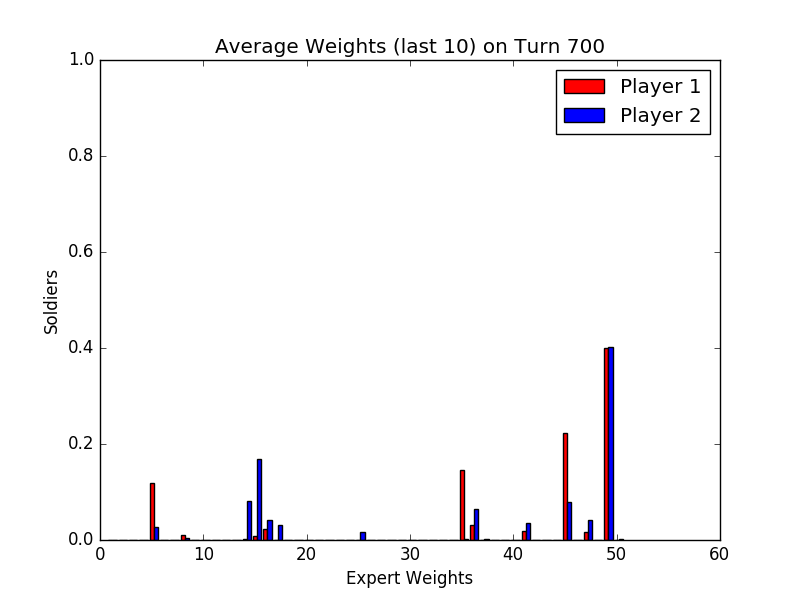 Average Weights (last 10) on Turn 700
1.0
0.8
0.6
0.4
0.2
0.0
Soldiers
Player 1
Player 2
0 10 20 30 40 50 60
Expert Weights